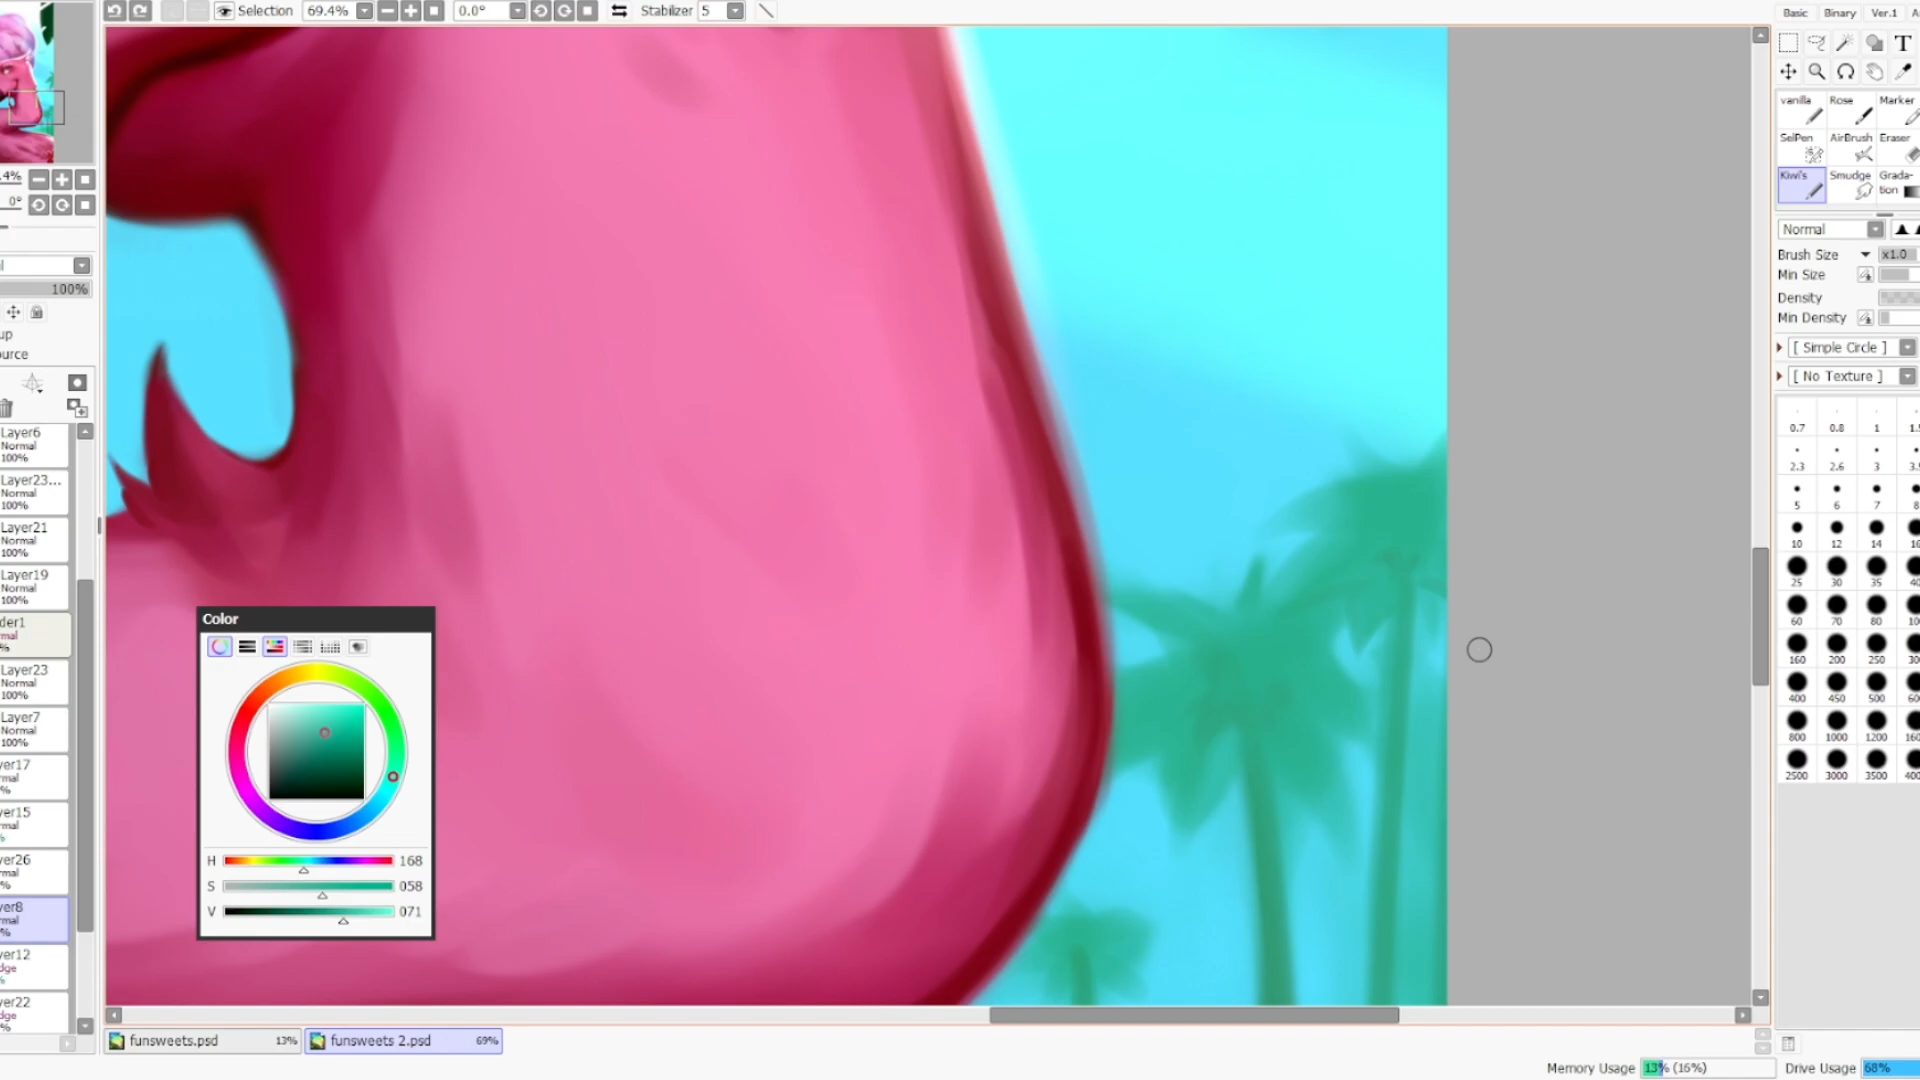 Selection 69.4% 0.0° Stabilizer 5
.4%
0°
100%
Layer6
Normal
100%
Layer23...
Normal
100%
Layer21
Normal
100%
Layer19
Normal
100%
Layer23
Normal
100%
Layer7
Normal
100%
Color
H 168
S 058
V 071
funsweets.psd 13%
funsweets 2.psd 69%
Memory Usage 13% (16%) Drive Usage 68%
Basic Binary Ver.1
T
vanilla Rose Marker
SelPen AirBrush Eraser
Kiwi's Smudge Grada-
tion
Normal
Brush Size x1.0
Min Size
Density
Min Density
[ Simple Circle ]
[ No Texture ]
0.7 0.8 1
2.3 2.6 3
5 6 7 8
10 12 14 16
25 30 35
60 70 80
160 200 250
400 450 500
800 1000 1200
2500 3000 3500